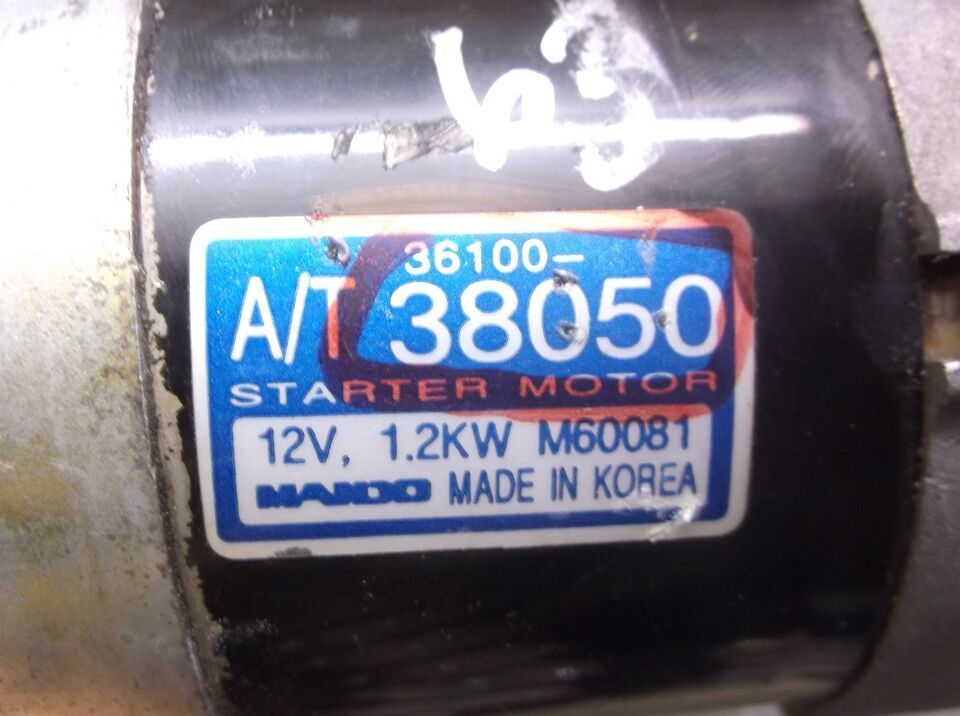 36100-
A/T 38050
STARTER MOTOR
12V, 1.2KW M60081
MANDO MADE IN KOREA